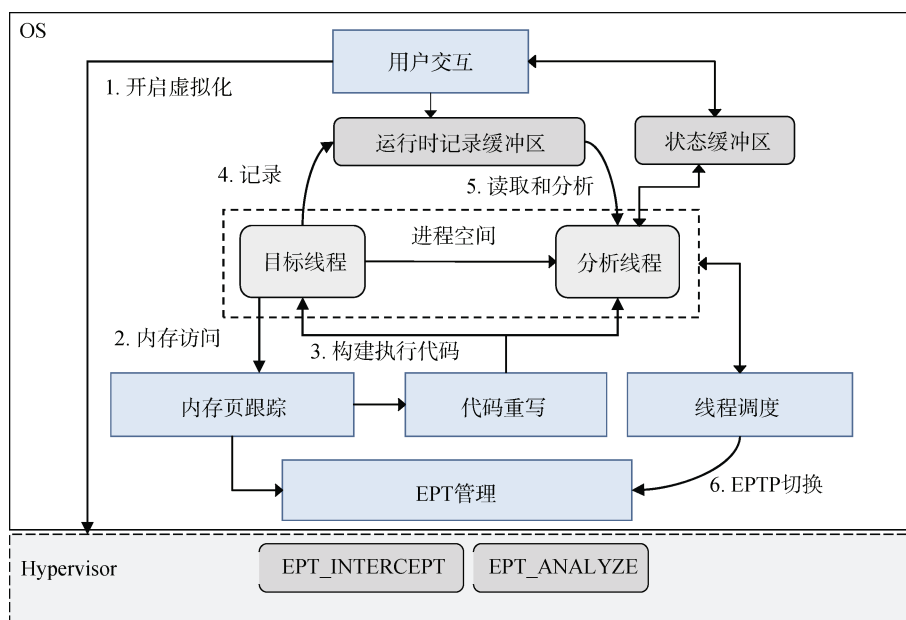 OS
用户交互
1. 开启虚拟化
运行时记录缓冲区
状态缓冲区
4. 记录
5. 读取和分析
进程空间
目标线程
分析线程
2. 内存访问
3. 构建执行代码
内存页跟踪
代码重写
线程调度
EPT管理
6. EPTP切换
Hypervisor
EPT_INTERCEPT
EPT_ANALYZE